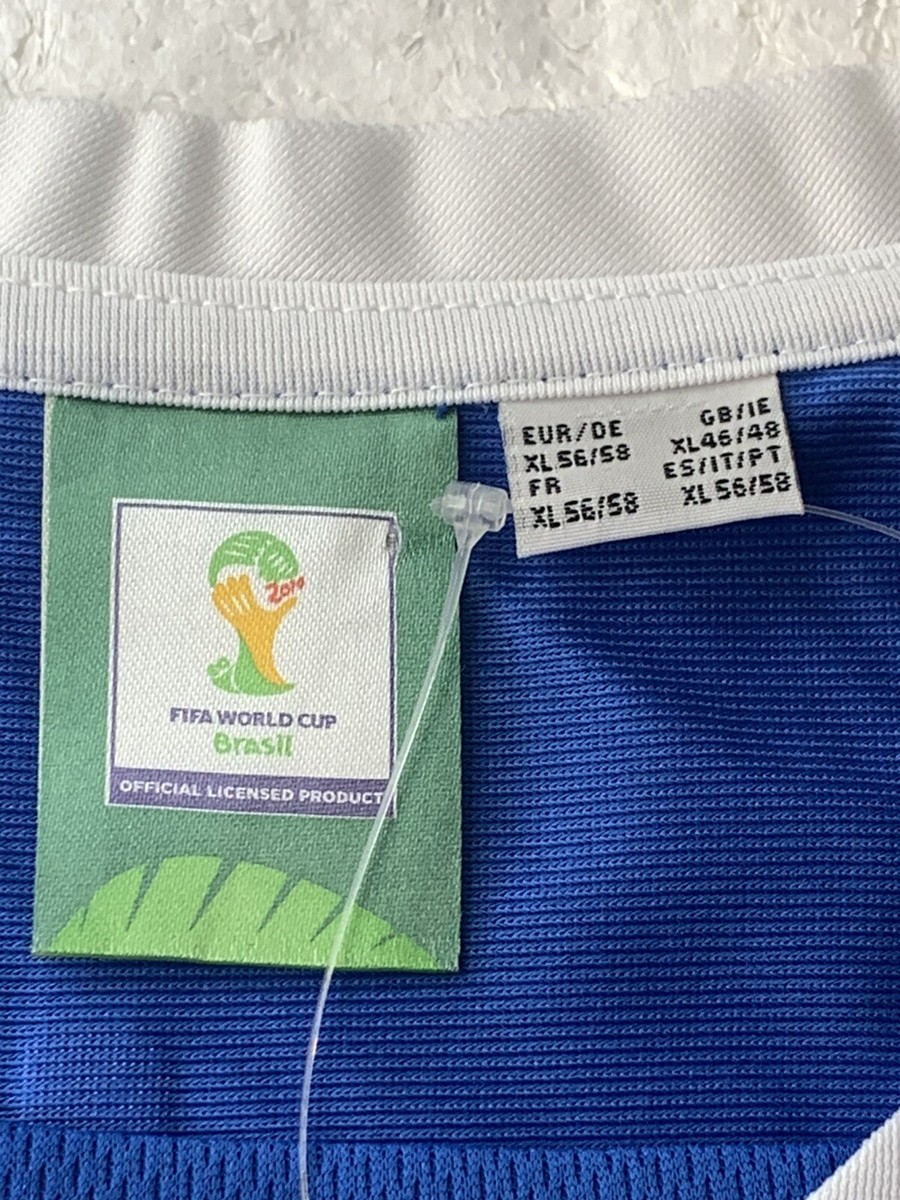 2014
FIFA WORLD CUP
Brasil
OFFICIAL LICENSED PRODUCT
EUR/DE
XL 56/58
FR
XL 56/58
GB/IE
XL 46/48
ES/IT/PT
XL 56/58